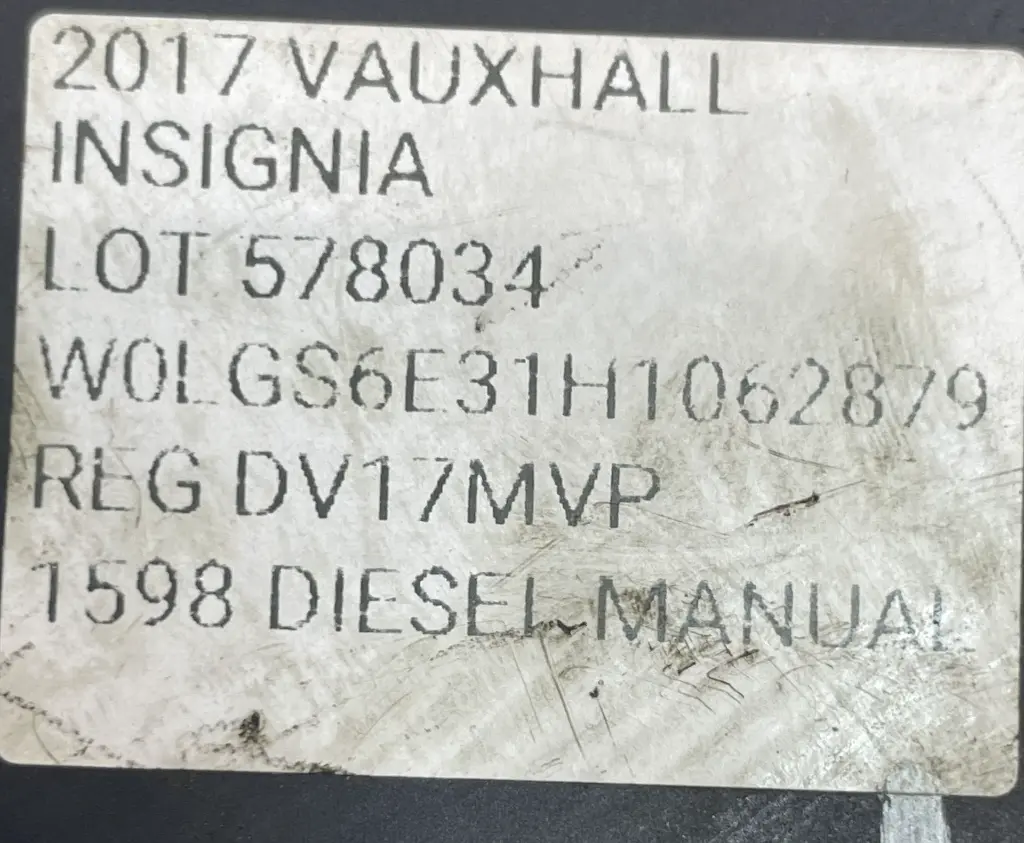 2017 VAUXHALL
INSIGNIA
LOT 578034
W0LGS6E31H1062879
REG DV17MVP
1598 DIESEL MANUAL